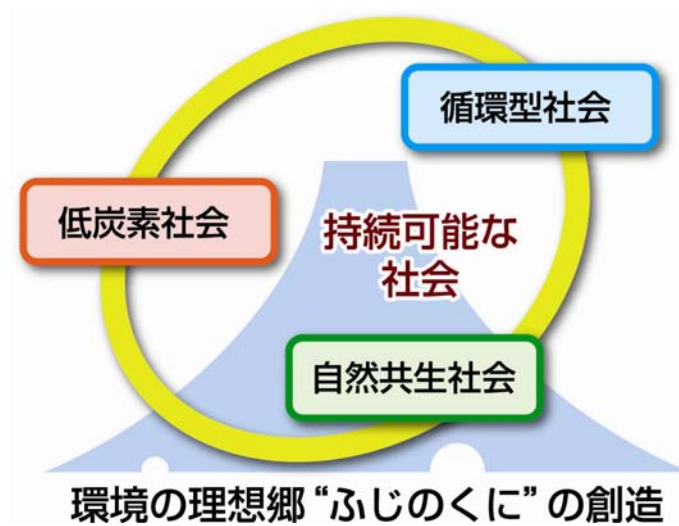 循環型社会
低炭素社会
持続可能な
社会
自然共生社会
環境の理想郷“ふじのくに”の創造